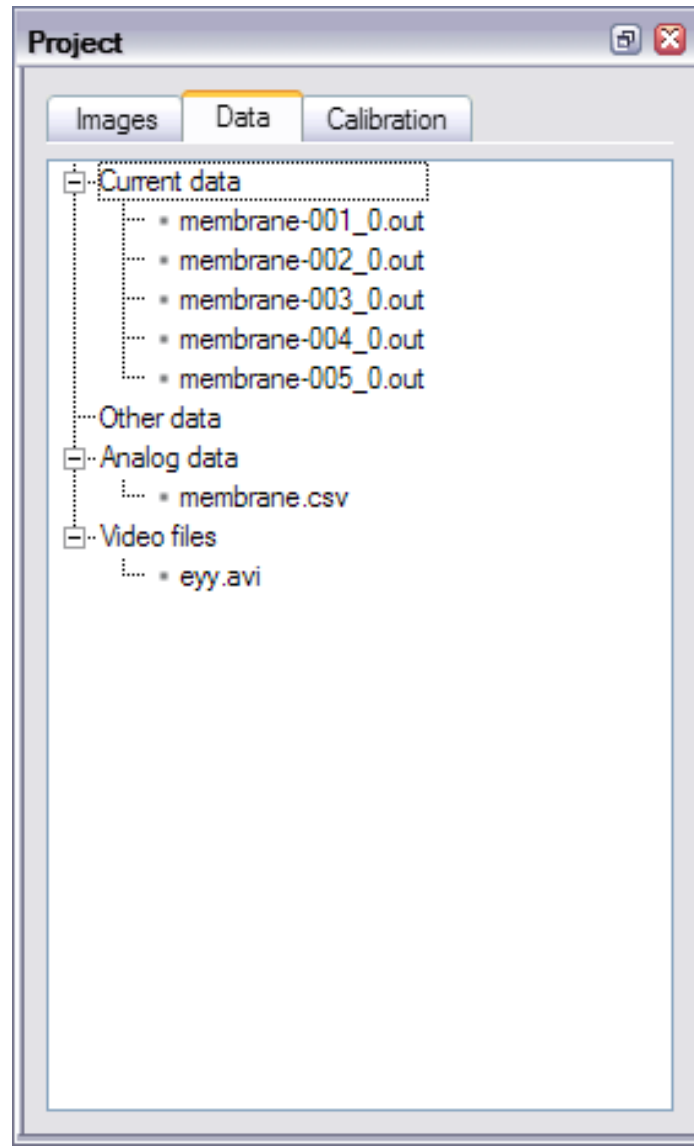 Project
Images Data Calibration
Current data
membrane-001_0.out
membrane-002_0.out
membrane-003_0.out
membrane-004_0.out
membrane-005_0.out
Other data
Analog data
membrane.csv
Video files
eyy.avi